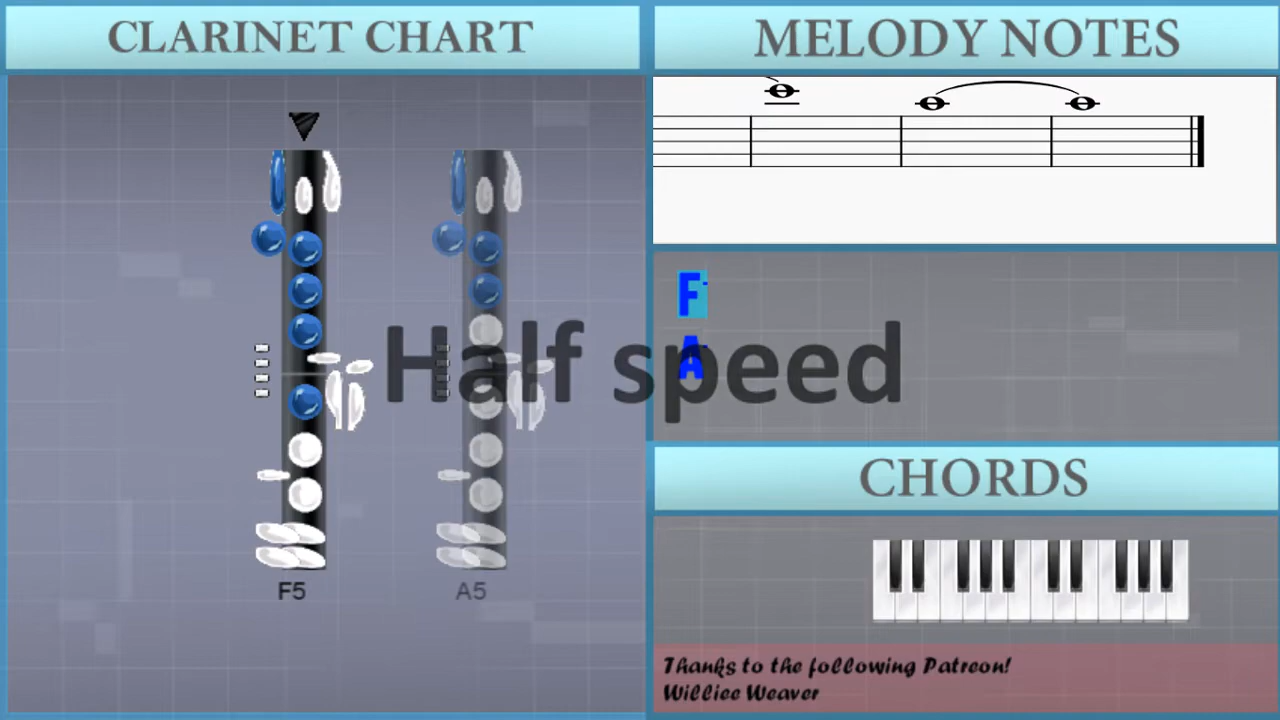 CLARINET CHART
MELODY NOTES
F
A
Half speed
CHORDS
F5
A5
Thanks to the following Patreon!
Williee Weaver